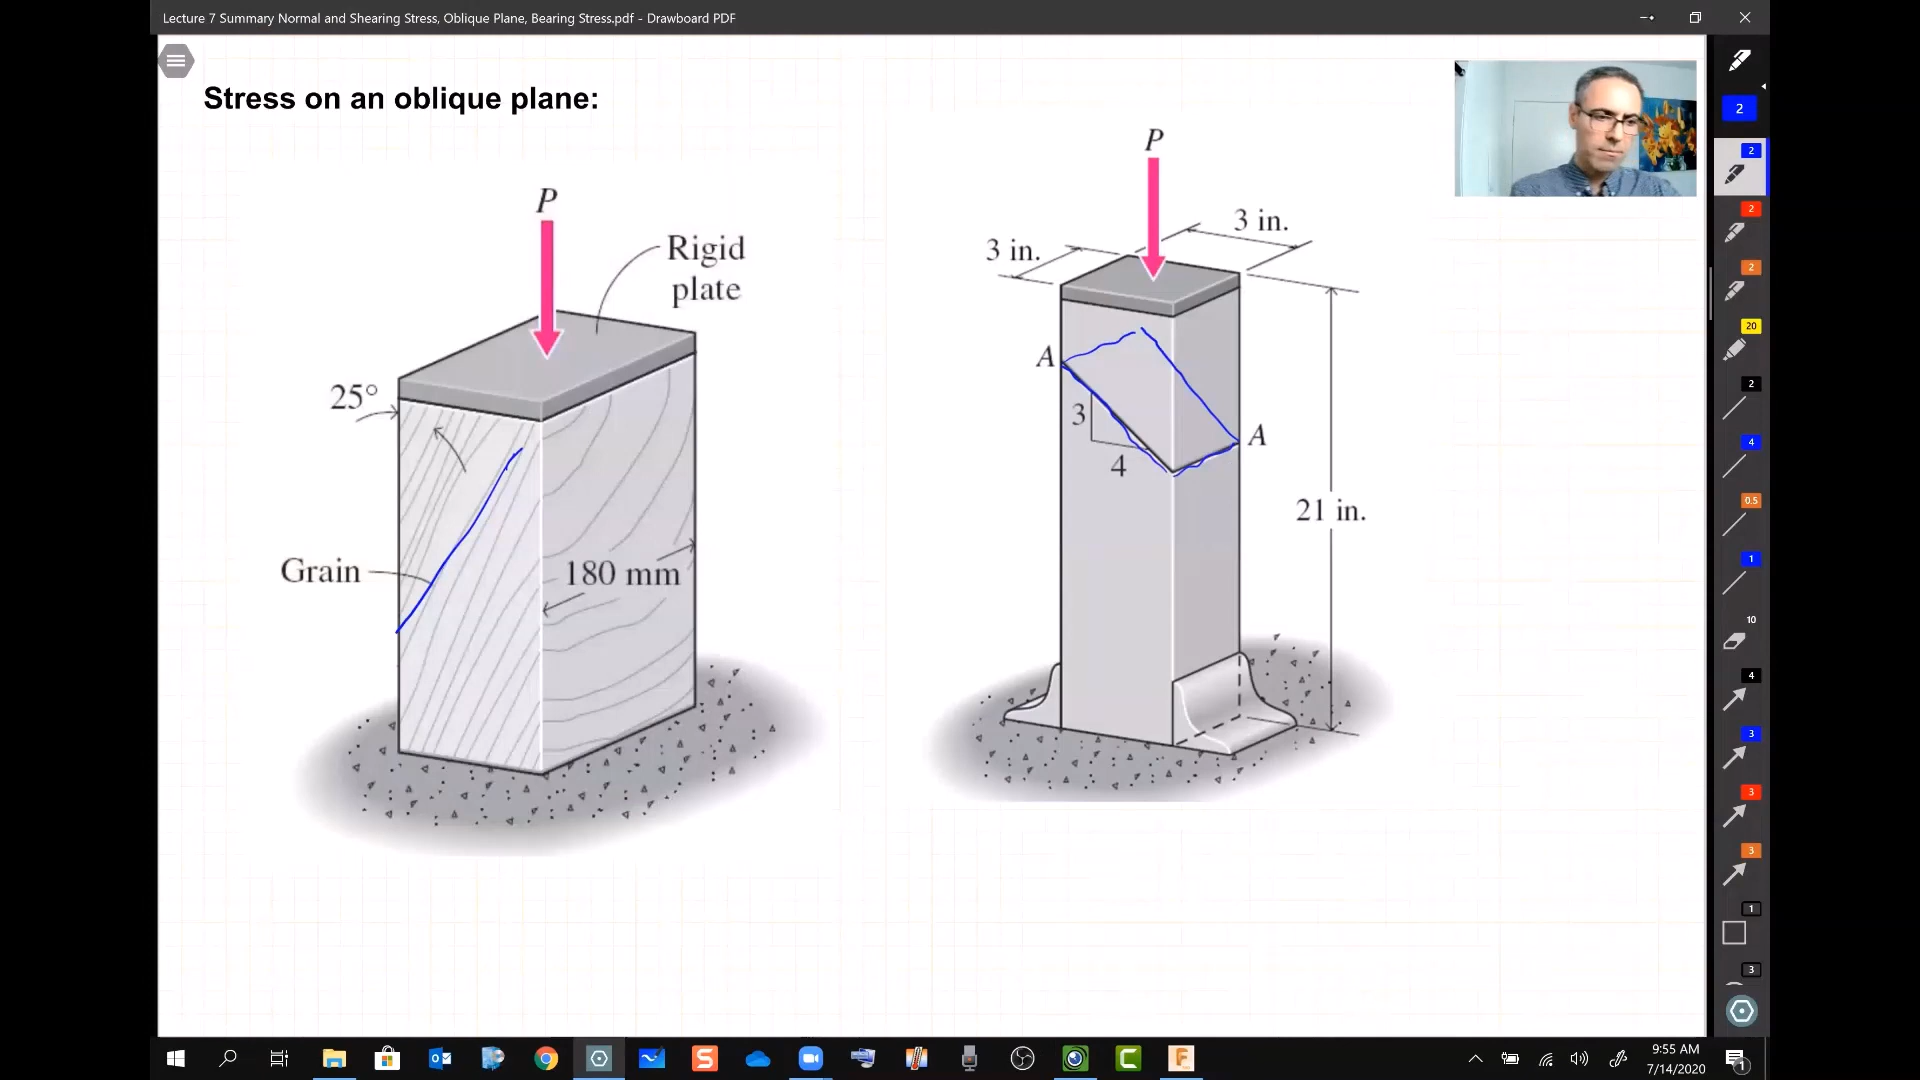 Lecture 7 Summary Normal and Shearing Stress, Oblique Plane, Bearing Stress.pdf - Drawboard PDF
Stress on an oblique plane:
P
Rigid
plate
25°
Grain
180 mm
P
3 in.
3 in.
A
3
4
A
21 in.
2
2
2
2
20
2
4
0.5
1
10
4
3
3
3
1
3
9:55 AM
7/14/2020
1